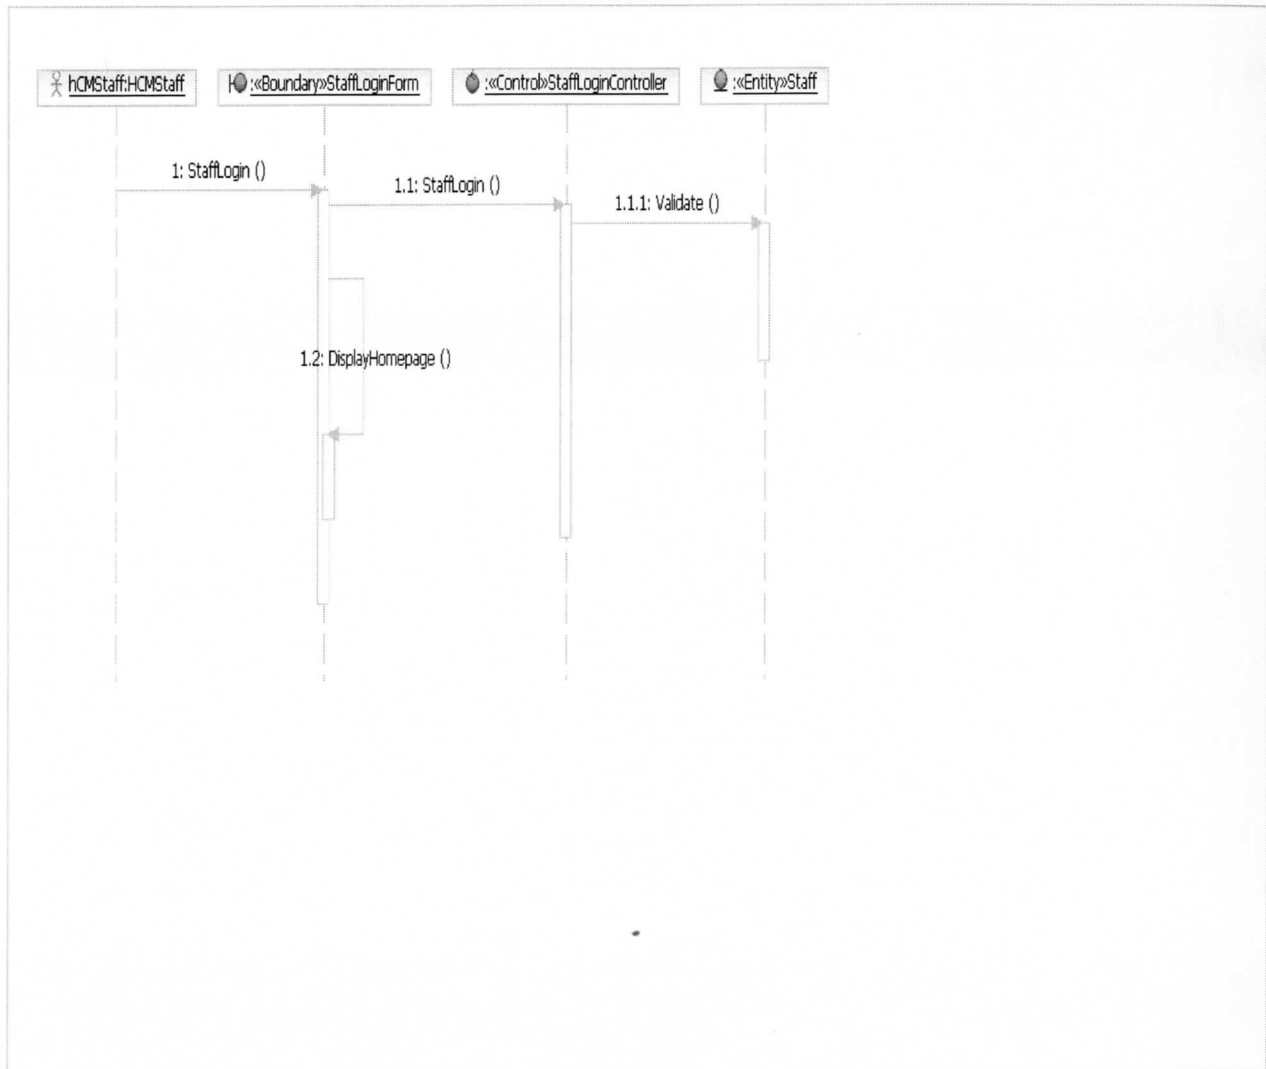 hCMStaff:HCMStaff
:«Boundary»StaffLoginForm
:«Control»StaffLoginController
:«Entity»Staff
1: StaffLogin ()
1.1: StaffLogin ()
1.1.1: Validate ()
1.2: DisplayHomepage ()